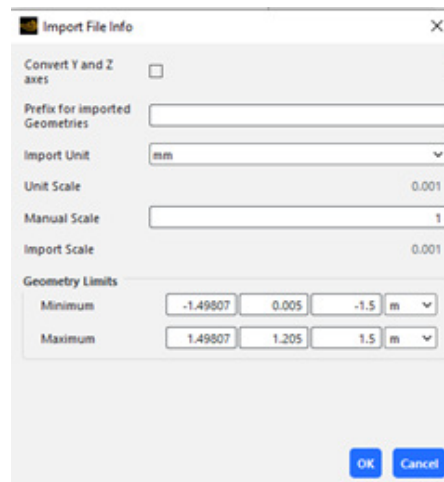 Import File Info
Convert Y and Z
axes
Prefix for imported
Geometries
Import Unit mm
Unit Scale 0.001
Manual Scale 1
Import Scale 0.001
Geometry Limits
Minimum -1.49807 0.005 -1.5 m
Maximum 1.49807 1.205 1.5 m
OK Cancel